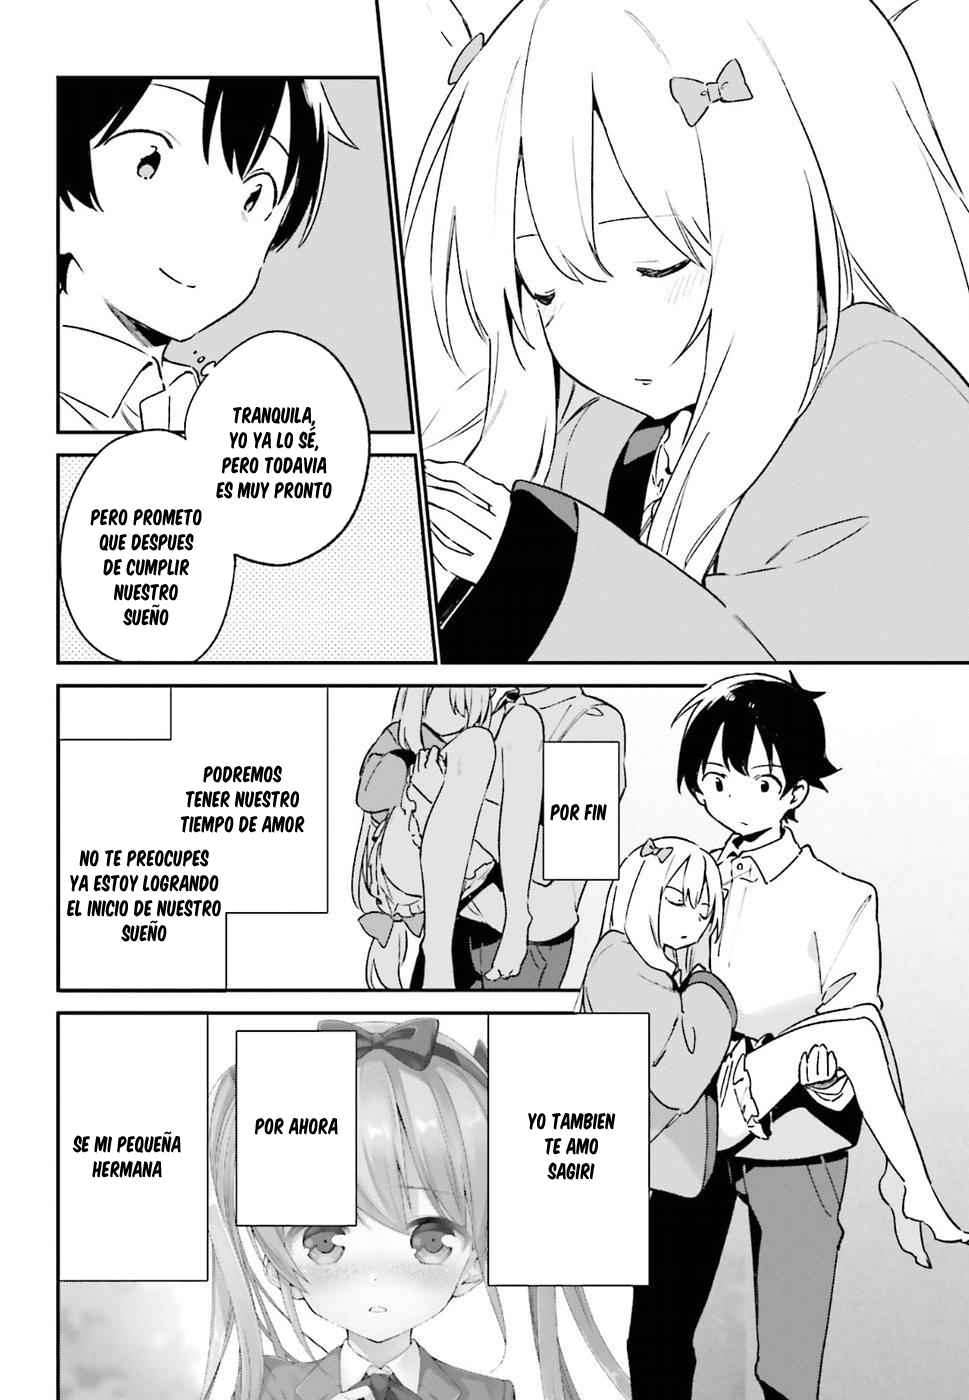 TRANQUILA,
YO YA LO SÉ,
PERO TODAVIA
ES MUY PRONTO
PERO PROMETO
QUE DESPUES
DE CUMPLIR
NUESTRO
SUEÑO
POR FIN
PODREMOS
TENER NUESTRO
TIEMPO DE AMOR
NO TE PREOCUPES
YA ESTOY LOGRANDO
EL INICIO DE NUESTRO
SUEÑO
YO TAMBIEN
TE AMO
SAGIRI
POR AHORA
SE MI PEQUEÑA
HERMANA